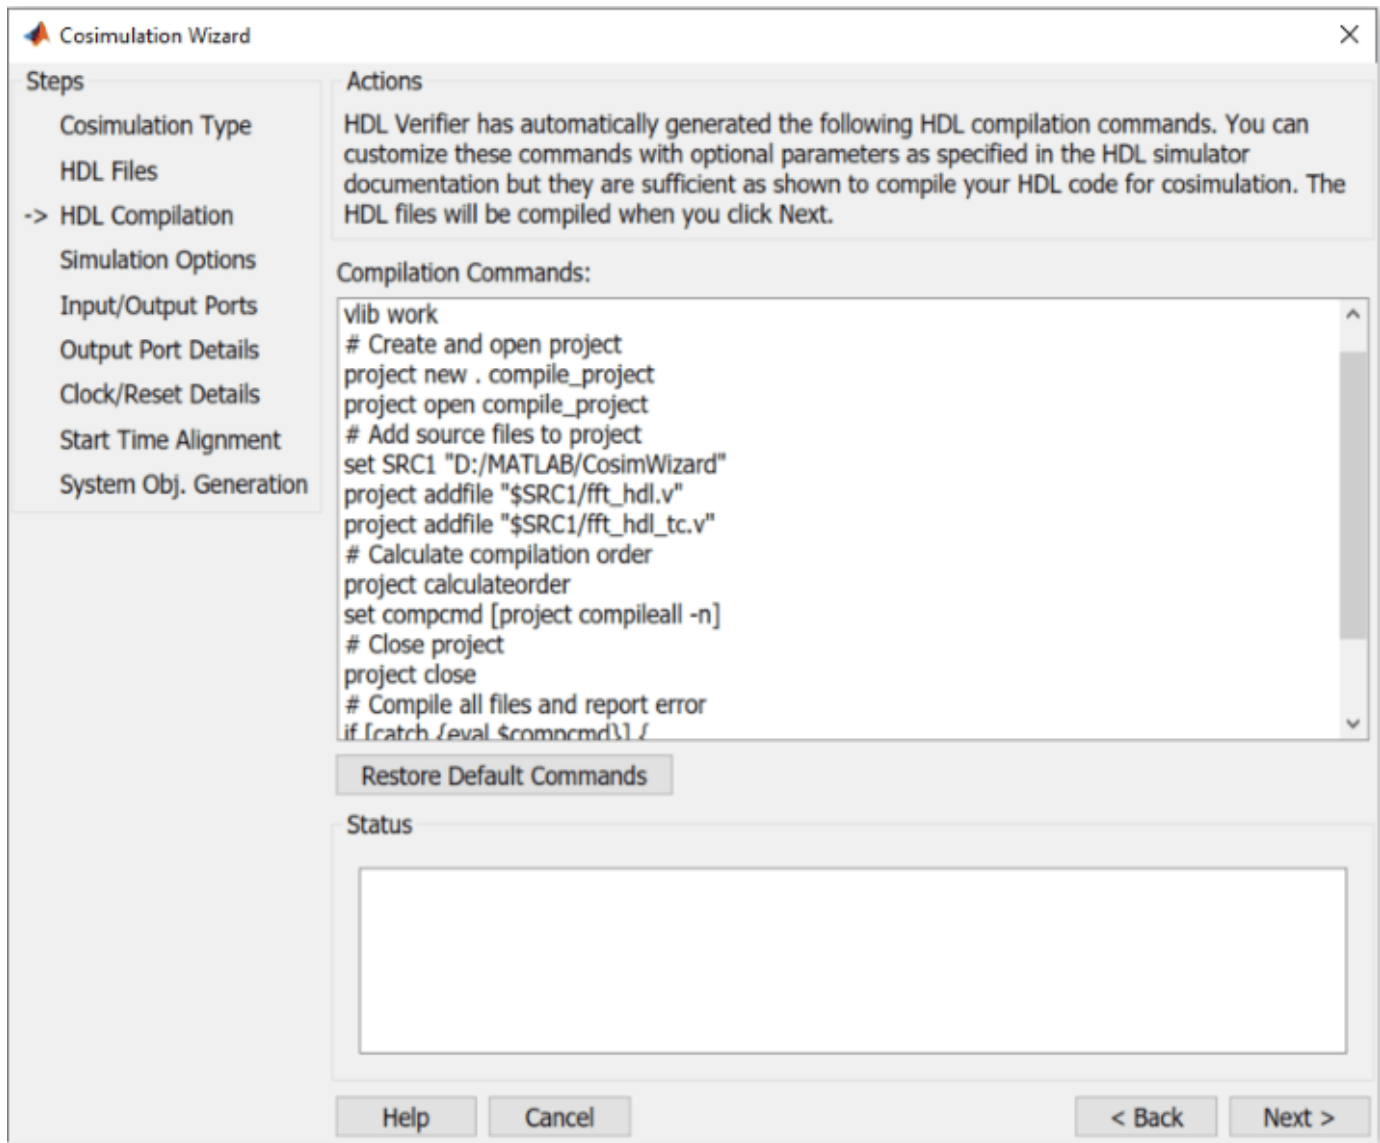 Cosimulation Wizard
Steps
Cosimulation Type
HDL Files
-> HDL Compilation
Simulation Options
Input/Output Ports
Output Port Details
Clock/Reset Details
Start Time Alignment
System Obj. Generation
Actions
HDL Verifier has automatically generated the following HDL compilation commands. You can
customize these commands with optional parameters as specified in the HDL simulator
documentation but they are sufficient as shown to compile your HDL code for cosimulation. The
HDL files will be compiled when you click Next.
Compilation Commands:
vlib work
# Create and open project
project new . compile_project
project open compile_project
# Add source files to project
set SRC1 "D:/MATLAB/CosimWizard"
project addfile "$SRC1/fft_hdl.v"
project addfile "$SRC1/fft_hdl_tc.v"
# Calculate compilation order
project calculateorder
set compcmd [project compileall -n]
# Close project
project close
# Compile all files and report error
if [catch {eval $compcmd}] {
Restore Default Commands
Status
Help
Cancel
< Back
Next >